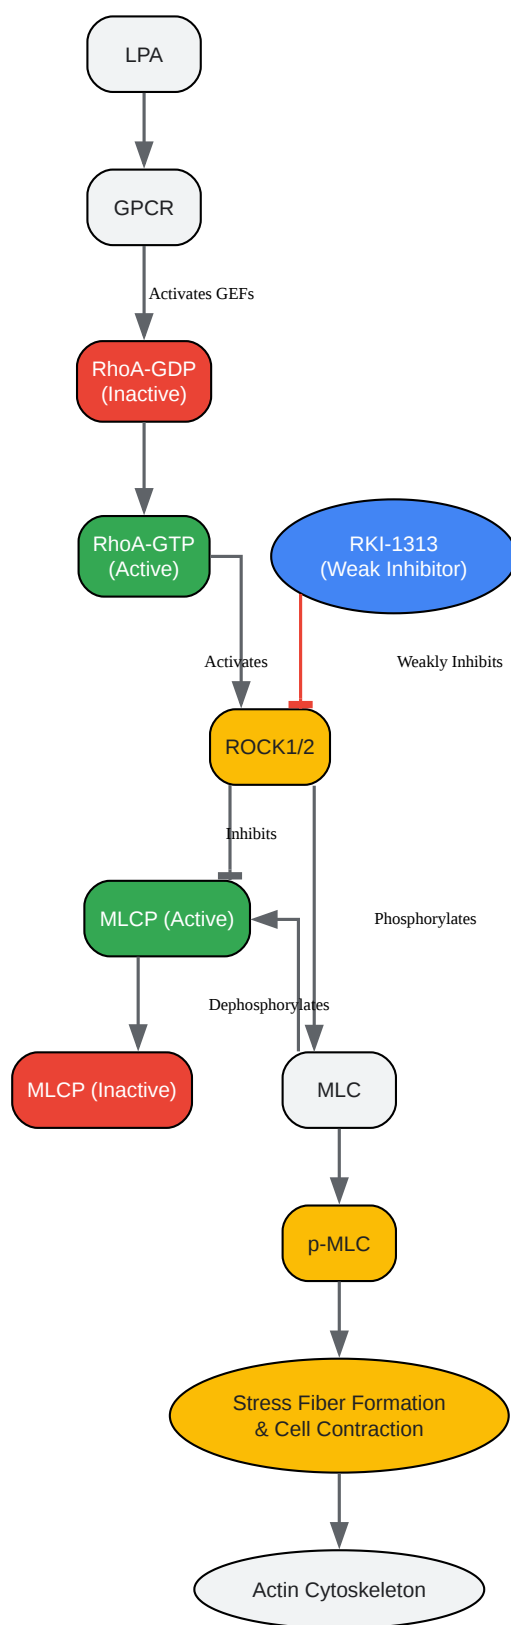 LPA
GPCR
Activates GEFs
RhoA-GDP
(Inactive)
RhoA-GTP
(Active)
RKI-1313
(Weak Inhibitor)
Activates
Weakly Inhibits
ROCK1/2
Inhibits
MLCP (Active)
Phosphorylates
Dephosphorylates
MLCP (Inactive)
MLC
p-MLC
Stress Fiber Formation
& Cell Contraction
Actin Cytoskeleton